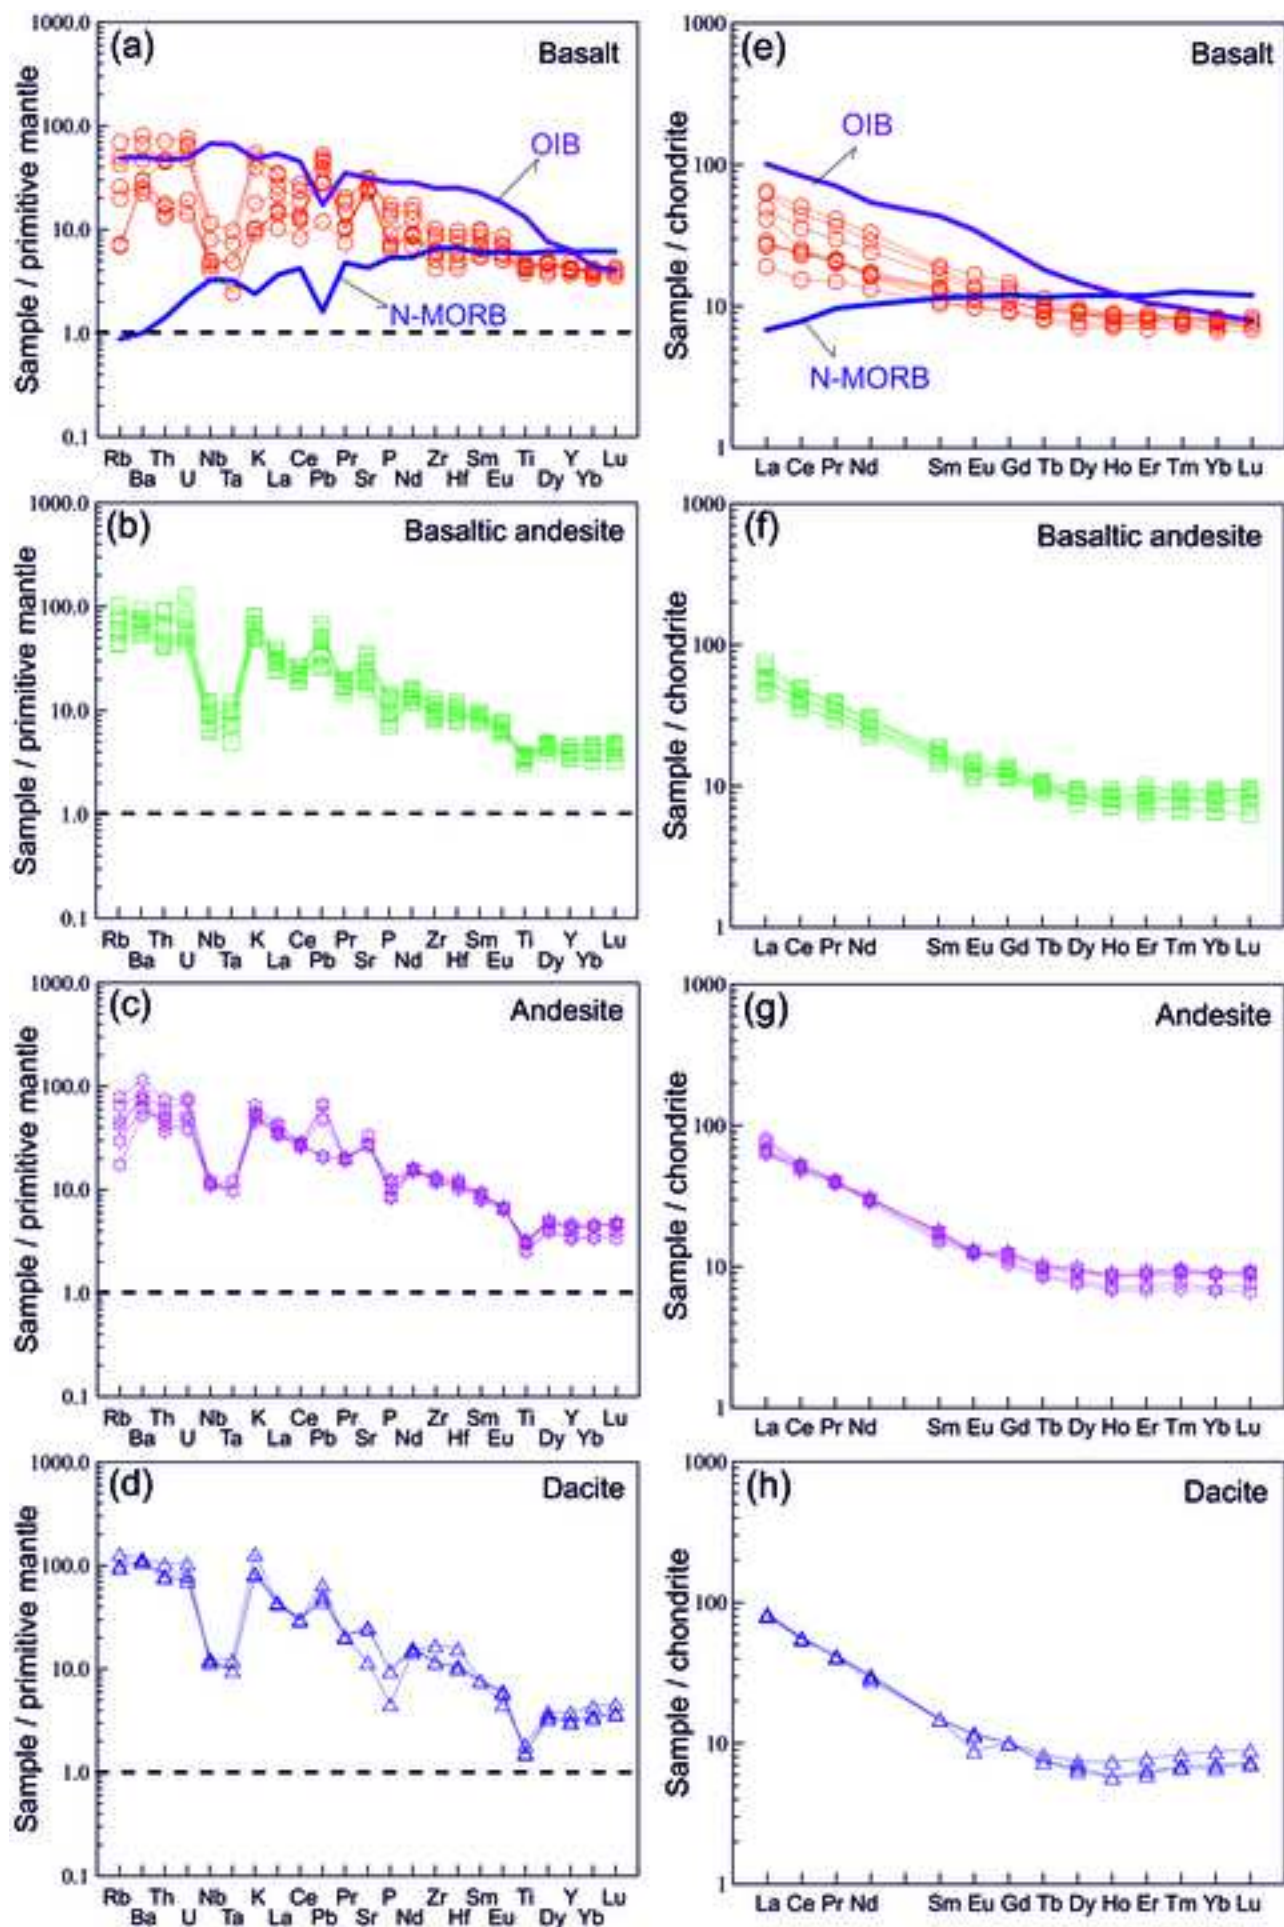 (a) Basalt
Sample / primitive mantle
1000.0
100.0
10.0
1.0
0.1
OIB
N-MORB
Rb Th Nb K Ce Pr P Zr Sm Ti Y Lu
Ba U Ta La Pb Sr Nd Hf Eu Dy Yb
(e) Basalt
Sample / chondrite
1000
100
10
1
OIB
N-MORB
La Ce Pr Nd Sm Eu Gd Tb Dy Ho Er Tm Yb Lu
(b) Basaltic andesite
Sample / primitive mantle
1000.0
100.0
10.0
1.0
0.1
Rb Th Nb K Ce Pr P Zr Sm Ti Y Lu
Ba U Ta La Pb Sr Nd Hf Eu Dy Yb
(f) Basaltic andesite
Sample / chondrite
1000
100
10
1
La Ce Pr Nd Sm Eu Gd Tb Dy Ho Er Tm Yb Lu
(c) Andesite
Sample / primitive mantle
1000.0
100.0
10.0
1.0
0.1
Rb Th Nb K Ce Pr P Zr Sm Ti Y Lu
Ba U Ta La Pb Sr Nd Hf Eu Dy Yb
(g) Andesite
Sample / chondrite
1000
100
10
1
La Ce Pr Nd Sm Eu Gd Tb Dy Ho Er Tm Yb Lu
(d) Dacite
Sample / primitive mantle
1000.0
100.0
10.0
1.0
0.1
Rb Th Nb K Ce Pr P Zr Sm Ti Y Lu
Ba U Ta La Pb Sr Nd Hf Eu Dy Yb
(h) Dacite
Sample / chondrite
1000
100
10
1
La Ce Pr Nd Sm Eu Gd Tb Dy Ho Er Tm Yb Lu